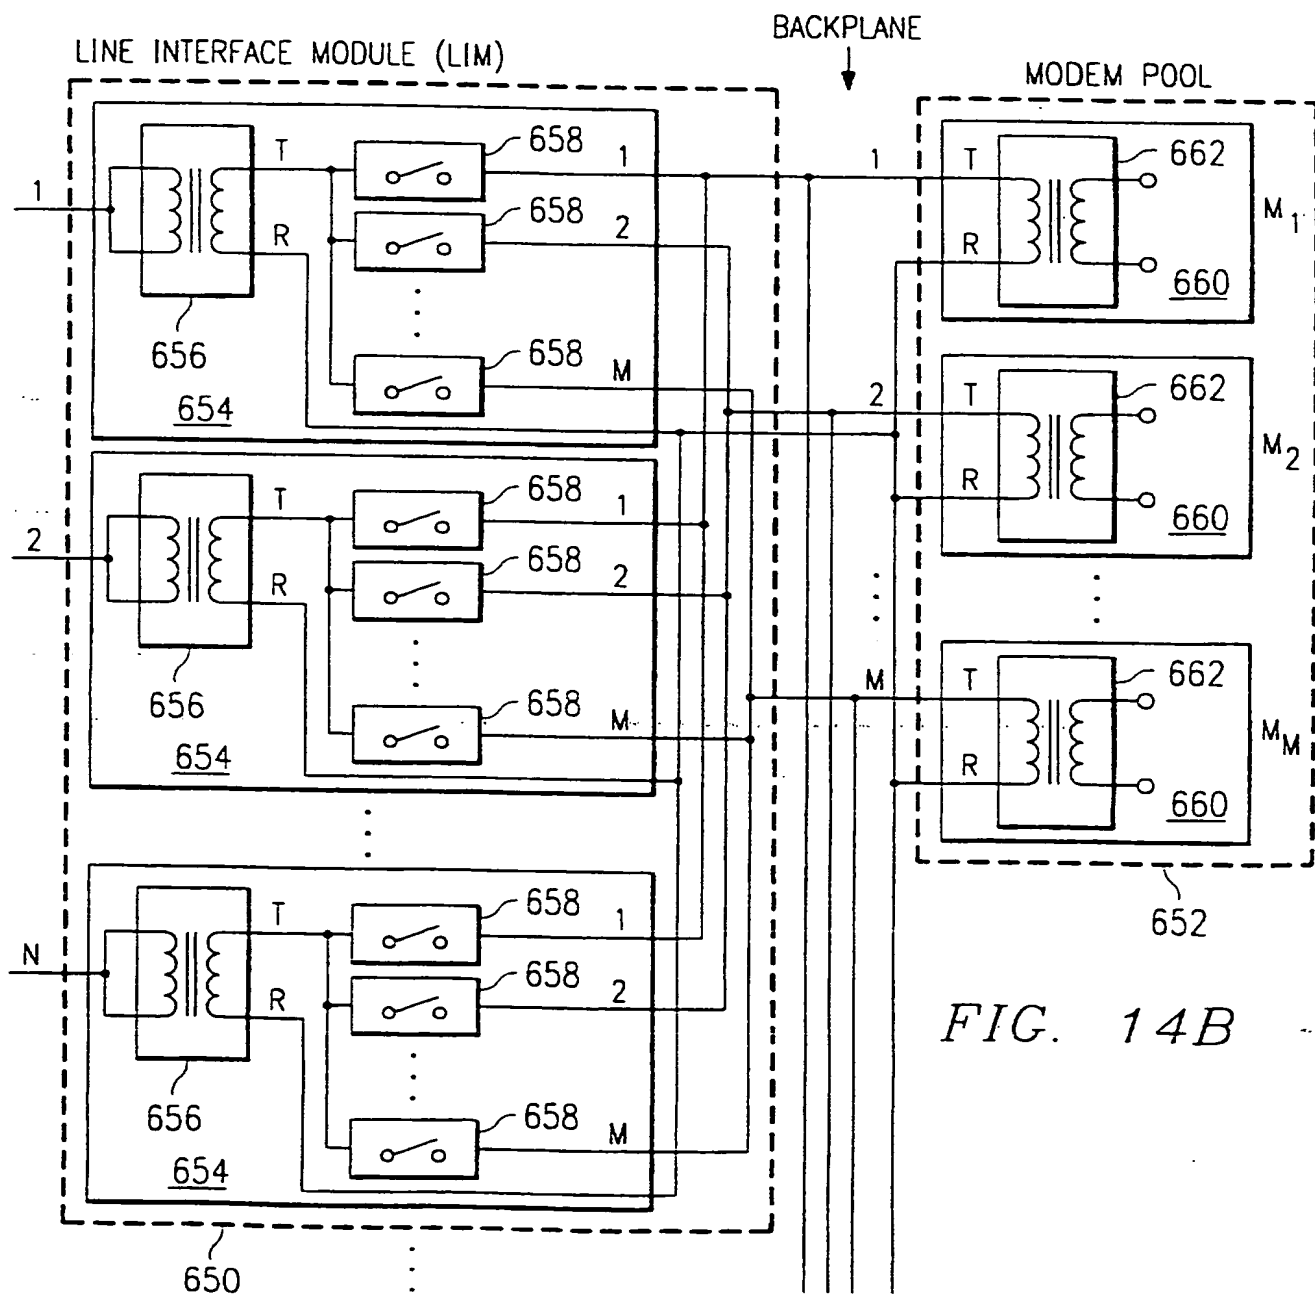 BACKPLANE
LINE INTERFACE MODULE (LIM)
MODEM POOL
1
T
R
656
654
658
1
658
2
658
M
2
T
R
656
654
658
1
658
2
658
M
N
T
R
656
654
658
1
658
2
658
M
650
1
T
R
662
660
M1
2
T
R
662
660
M2
M
T
R
662
660
MM
652
FIG. 14B